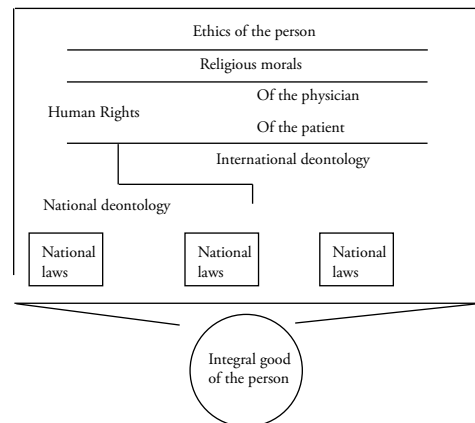 Ethics of the person
Religious morals
Of the physician
Human Rights
Of the patient
International deontology
National deontology
National
laws
National
laws
National
laws
Integral good
of the person